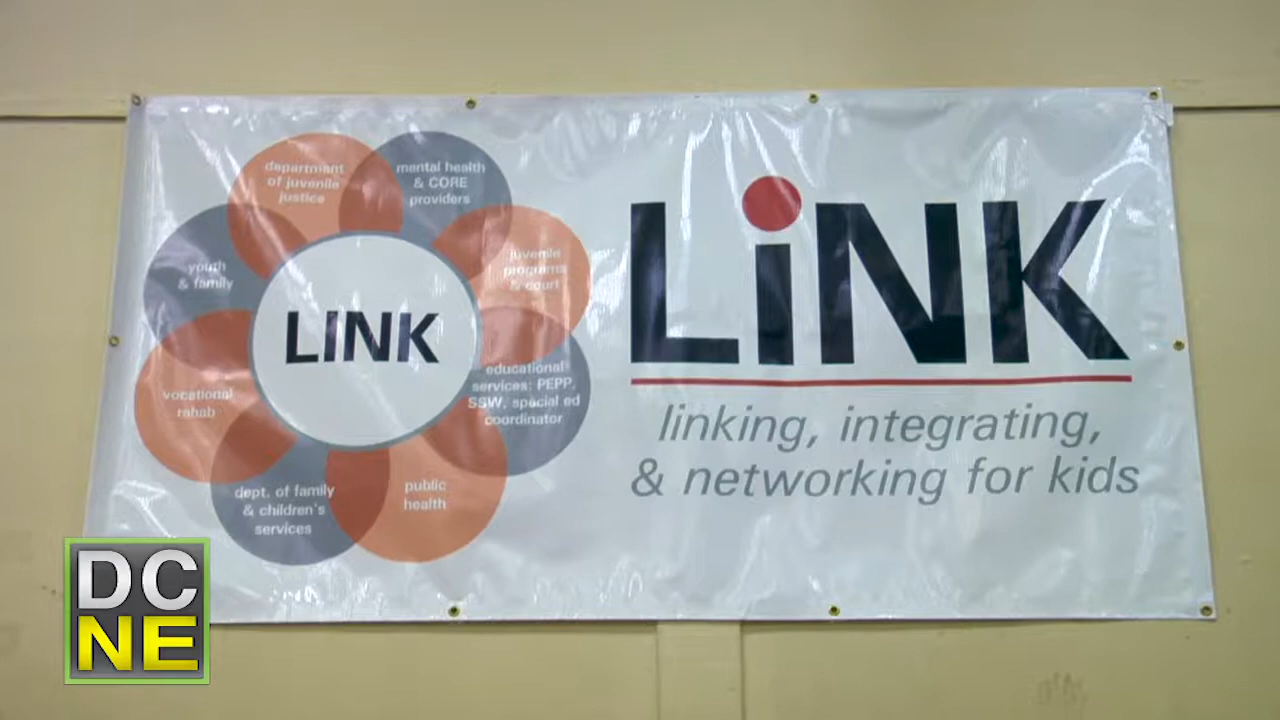 department
of juvenile
justice
mental health
& CORE
providers
juvenile
programs
& court
educational
services: PEPP,
SSW, special ed
coordinator
public
health
dept. of family
& children's
services
vocational
rehab
youth
& family
LINK
LiNK
linking, integrating,
& networking for kids
DC
NE